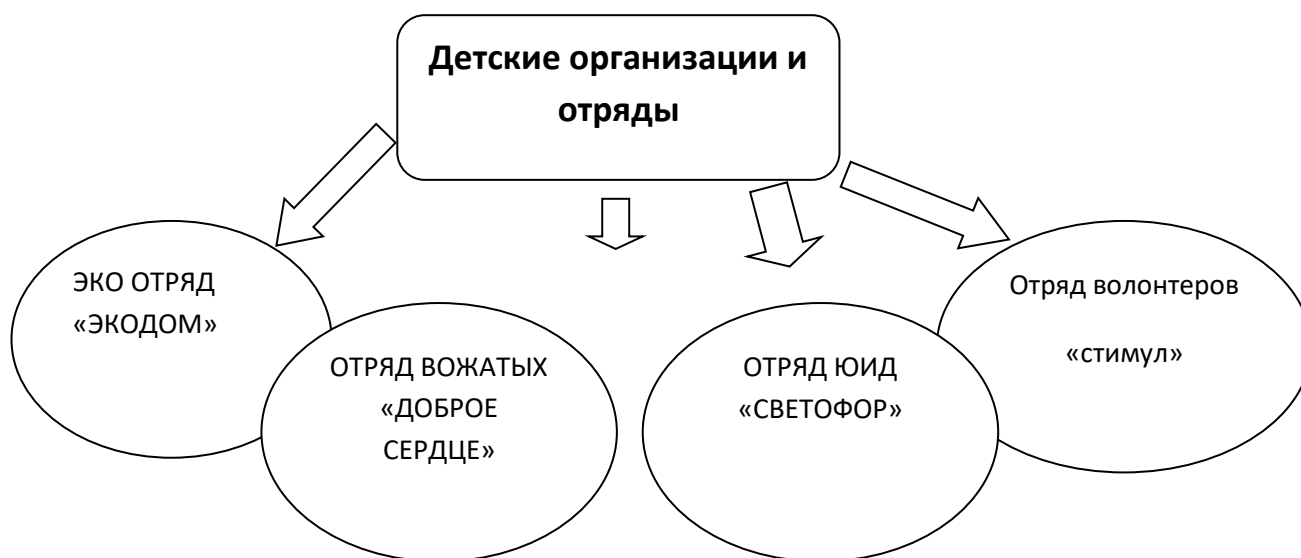 Детские организации и
отряды
ЭКО ОТРЯД
«ЭКОДОМ»
ОТРЯД ВОЖАТЫХ
«ДОБРОЕ
СЕРДЦЕ»
ОТРЯД ЮИД
«СВЕТОФОР»
Отряд волонтеров
«стимул»